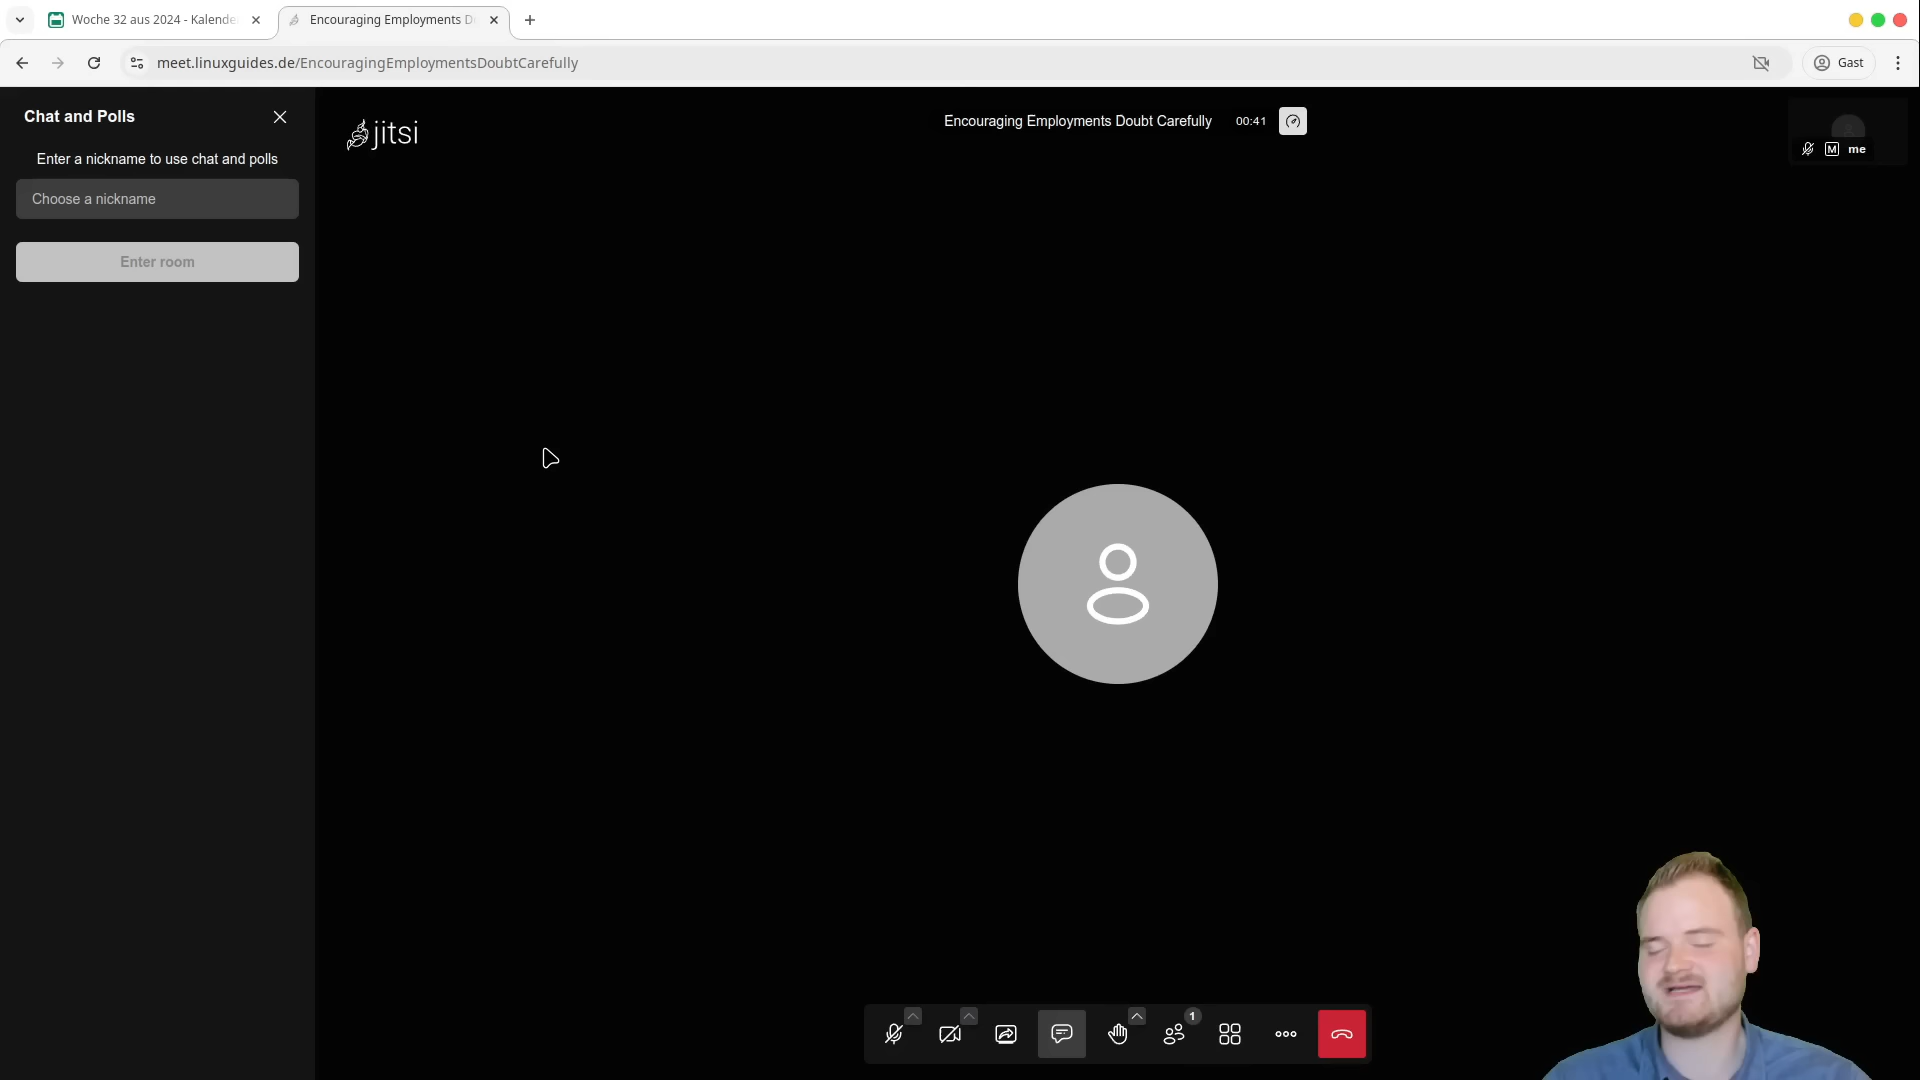 Woche 32 aus 2024 - Kalende
Encouraging Employments D
meet.linuxguides.de/EncouragingEmploymentsDoubtCarefully
Gast
Chat and Polls
Enter a nickname to use chat and polls
Choose a nickname
Enter room
jitsi
Encouraging Employments Doubt Carefully 00:41
M me
1